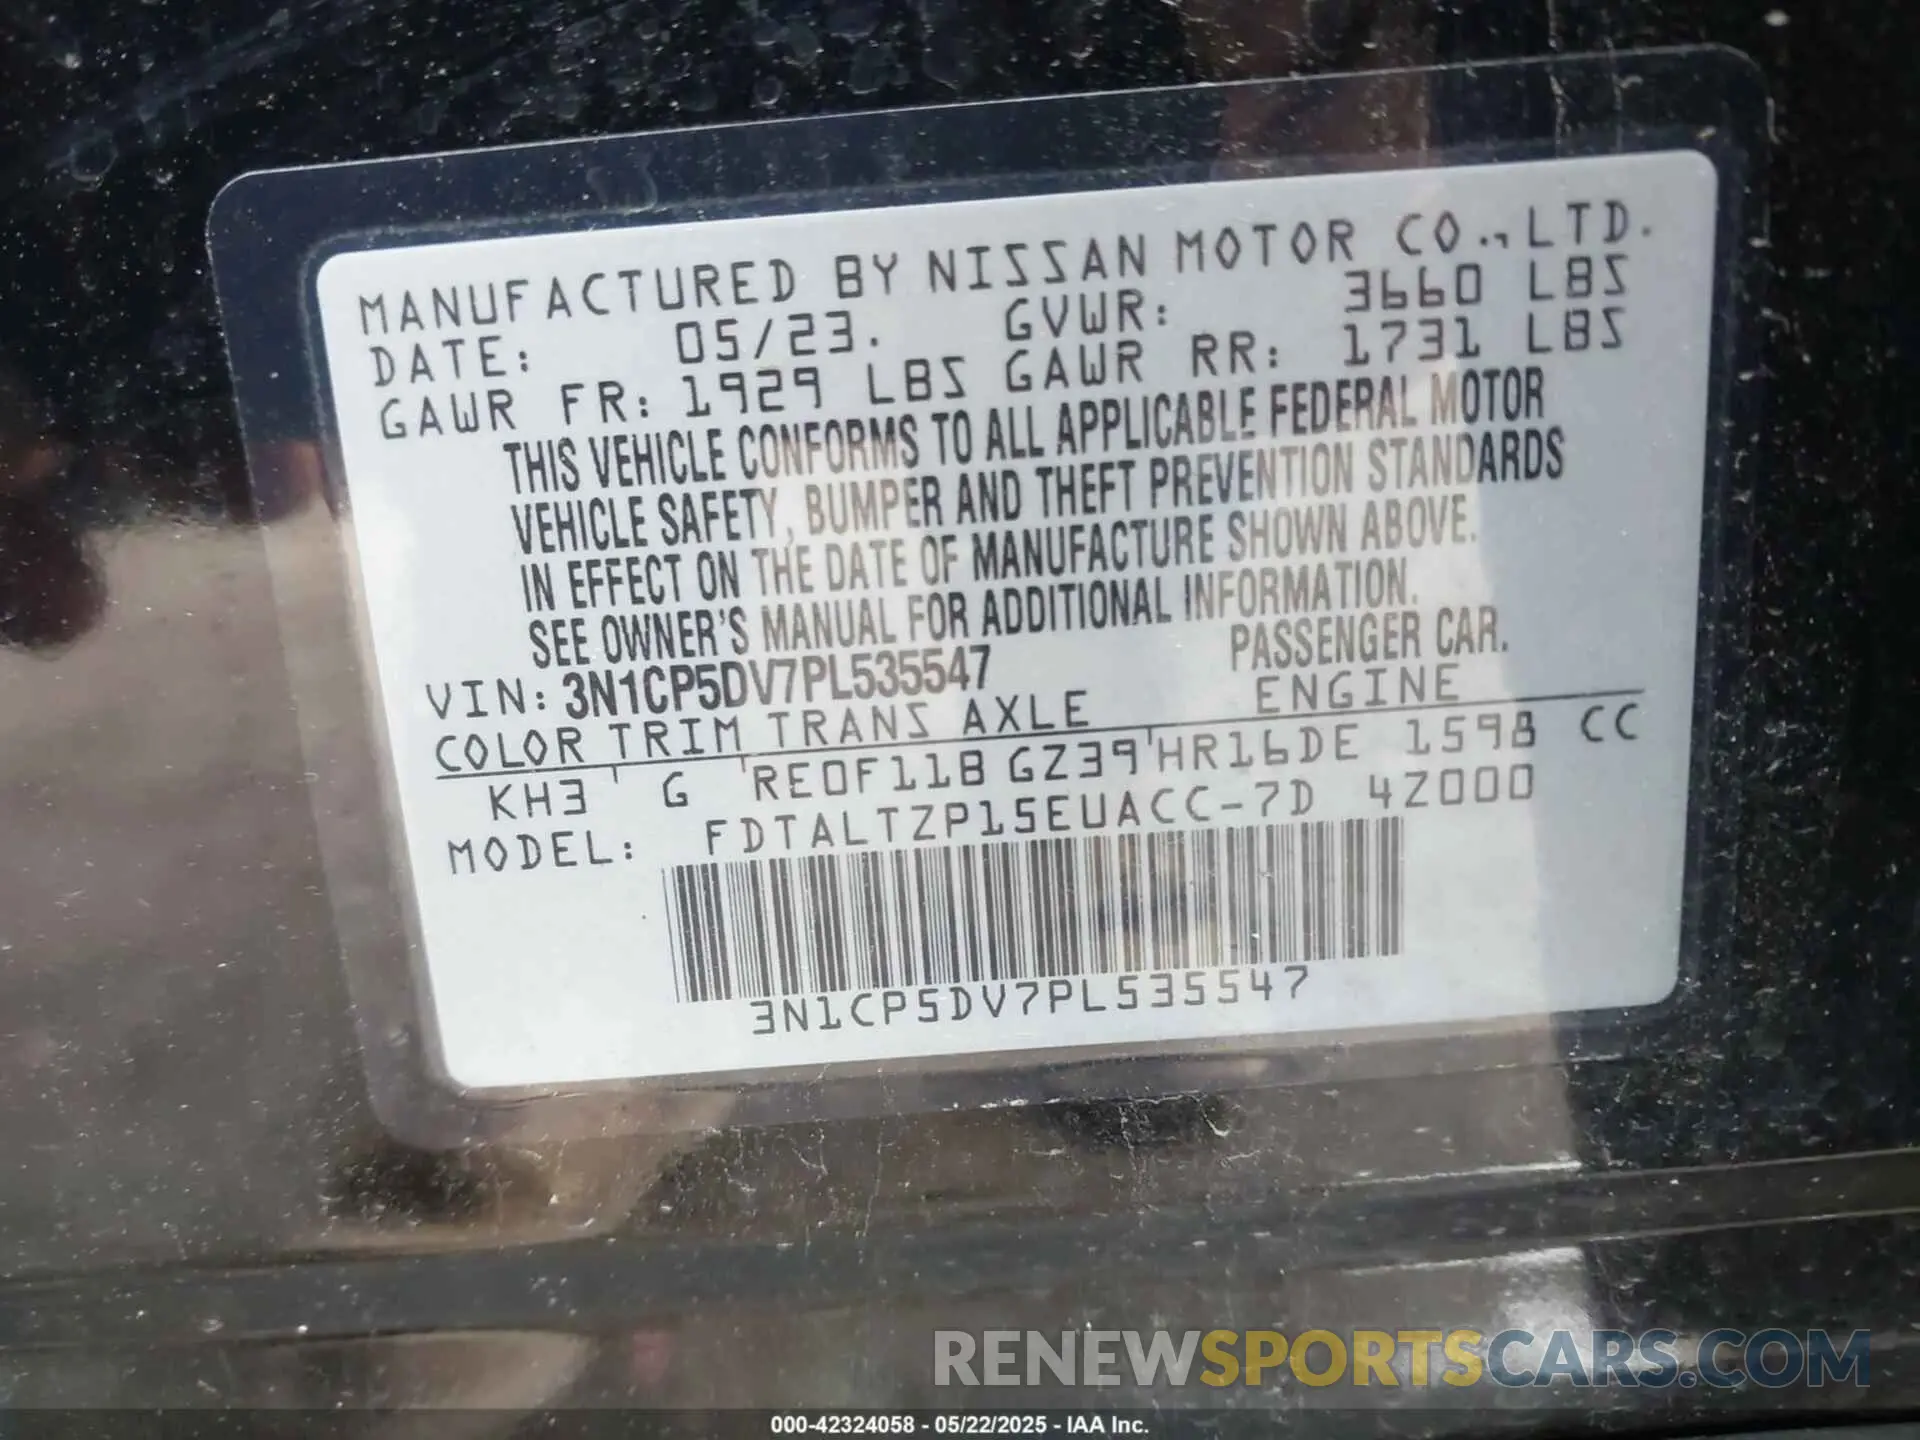 MANUFACTURED BY NISSAN MOTOR CO., LTD.
DATE: 05/23. GVWR: 3660 LBS
GAWR FR: 1929 LBS GAWR RR: 1731 LBS
THIS VEHICLE CONFORMS TO ALL APPLICABLE FEDERAL MOTOR
VEHICLE SAFETY, BUMPER AND THEFT PREVENTION STANDARDS
IN EFFECT ON THE DATE OF MANUFACTURE SHOWN ABOVE.
SEE OWNER'S MANUAL FOR ADDITIONAL INFORMATION.
VIN: 3N1CP5DV7PL535547 PASSENGER CAR.
COLOR TRIM TRANS AXLE ENGINE
KH3 G RE0F11B GZ39 HR16DE 1598 CC
MODEL: FDTALTZP15EUACC-7D 4Z000
3N1CP5DV7PL535547
RENEWSPORTSCARS.COM
000-42324058 - 05/22/2025 - IAA Inc.